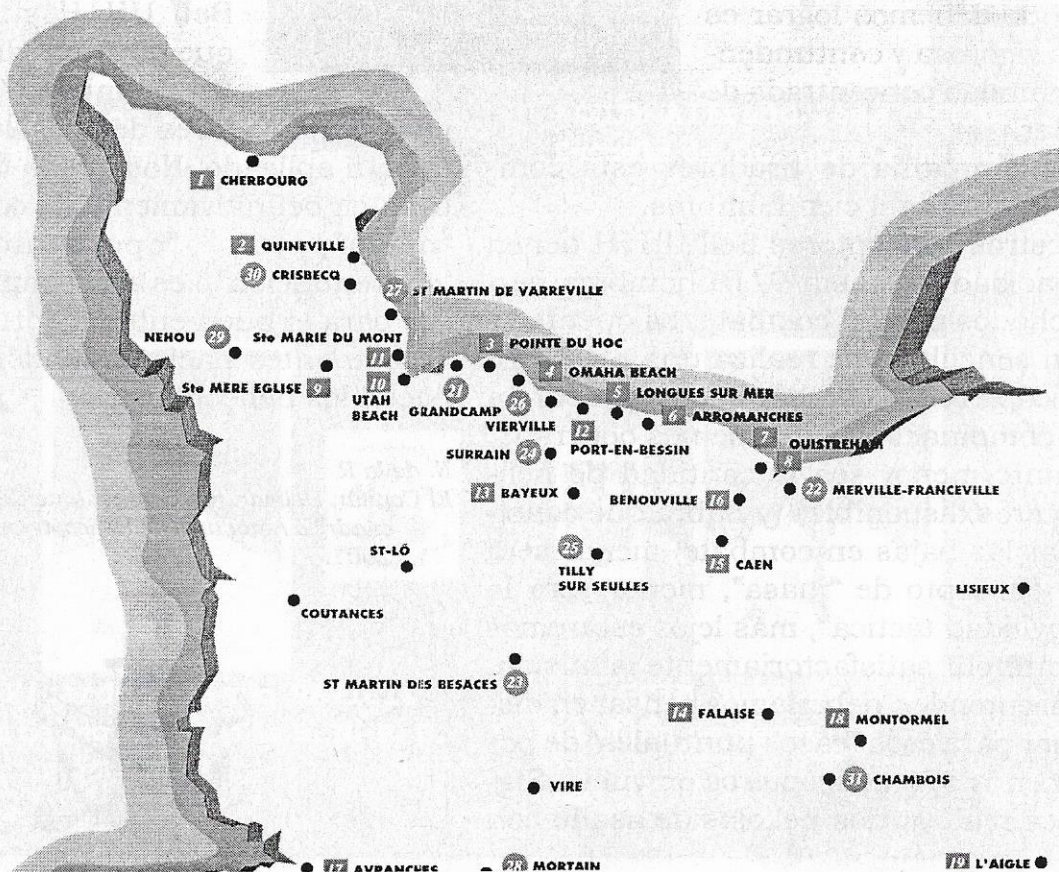 1 CHERBOURG
2 QUINEVILLE
30 CRISBECQ
27 ST MARTIN DE VARREVILLE
NEHOU 29
Ste MARIE DU MONT
11
3 POINTE DU HOC
Ste MERE EGLISE 9
10
UTAH
BEACH
21
GRANDCAMP
4 OMAHA BEACH
26
VIERVILLE
5 LONGUES SUR MER
6 ARROMANCHES
12
PORT-EN-BESSIN
7
OUISTREHAM
8
SURRAIN 24
13 BAYEUX
BENOUVILLE 16
22 MERVILLE-FRANCEVILLE
ST-LÔ
25
TILLY
SUR SEULLES
15 CAEN
LISIEUX
COUTANCES
ST MARTIN DES BESACES 23
14 FALAISE
18
MONTORMEL
31 CHAMBOIS
VIRE
17 AVRANCHES
28 MORTAIN
19 L'AIGLE